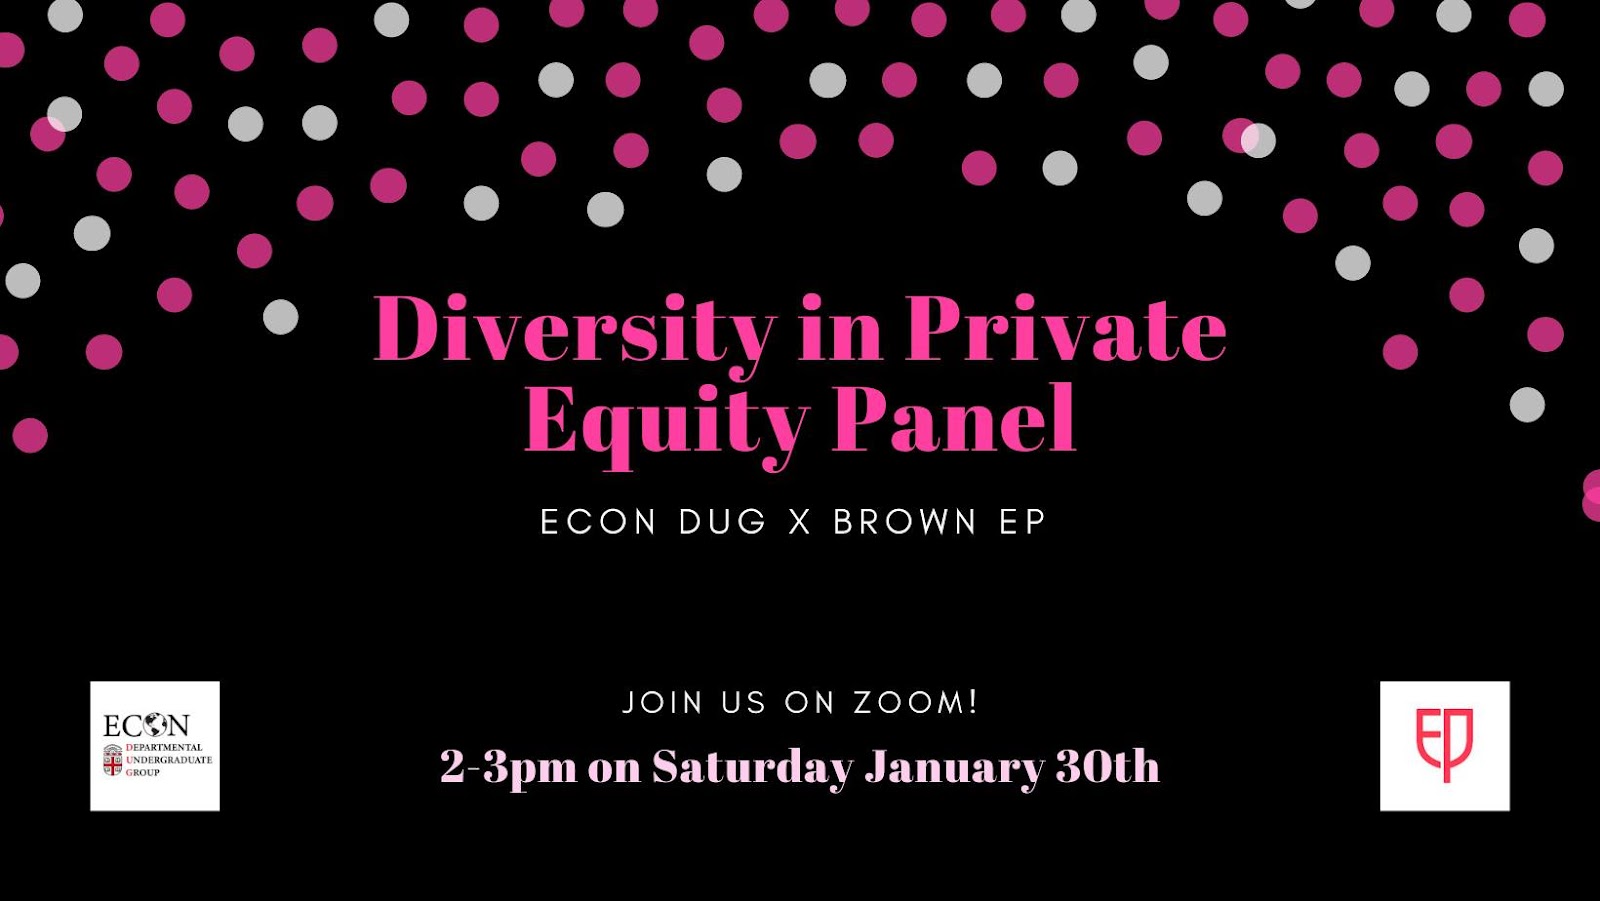 Diversity in Private
Equity Panel
ECON DUG X BROWN EP
JOIN US ON ZOOM!
2-3pm on Saturday January 30th
ECON
DEPARTMENTAL
UNDERGRADUATE
GROUP
EP